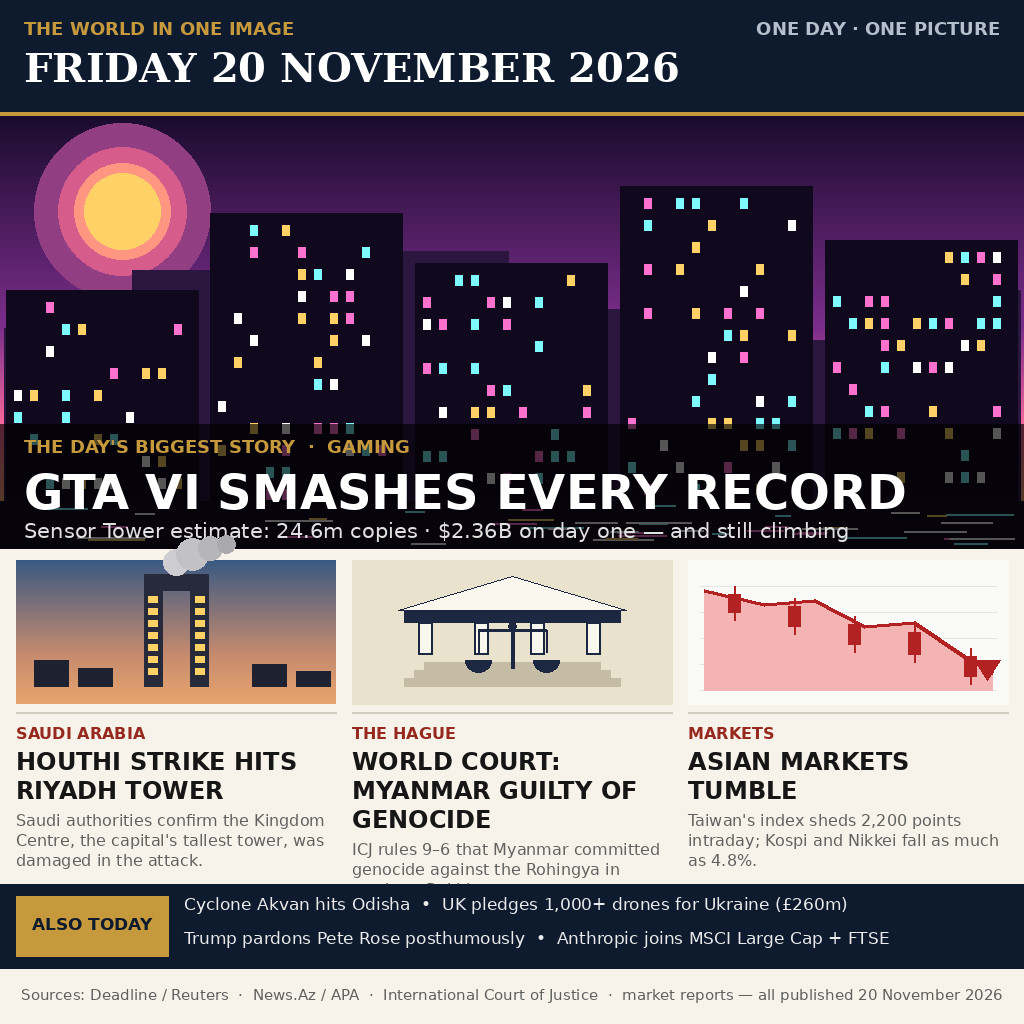 THE WORLD IN ONE IMAGE
ONE DAY · ONE PICTURE
FRIDAY 20 NOVEMBER 2026
THE DAY'S BIGGEST STORY · GAMING
GTA VI SMASHES EVERY RECORD
Sensor Tower estimate: 24.6m copies · $2.36B on day one — and still climbing
SAUDI ARABIA
HOUTHI STRIKE HITS
RIYADH TOWER
Saudi authorities confirm the Kingdom
Centre, the capital's tallest tower, was
damaged in the attack.
THE HAGUE
WORLD COURT:
MYANMAR GUILTY OF
GENOCIDE
ICJ rules 9–6 that Myanmar committed
genocide against the Rohingya in
MARKETS
ASIAN MARKETS
TUMBLE
Taiwan's index sheds 2,200 points
intraday; Kospi and Nikkei fall as much
as 4.8%.
ALSO TODAY
Cyclone Akvan hits Odisha • UK pledges 1,000+ drones for Ukraine (£260m)
Trump pardons Pete Rose posthumously • Anthropic joins MSCI Large Cap + FTSE
Sources: Deadline / Reuters · News.Az / APA · International Court of Justice · market reports — all published 20 November 2026